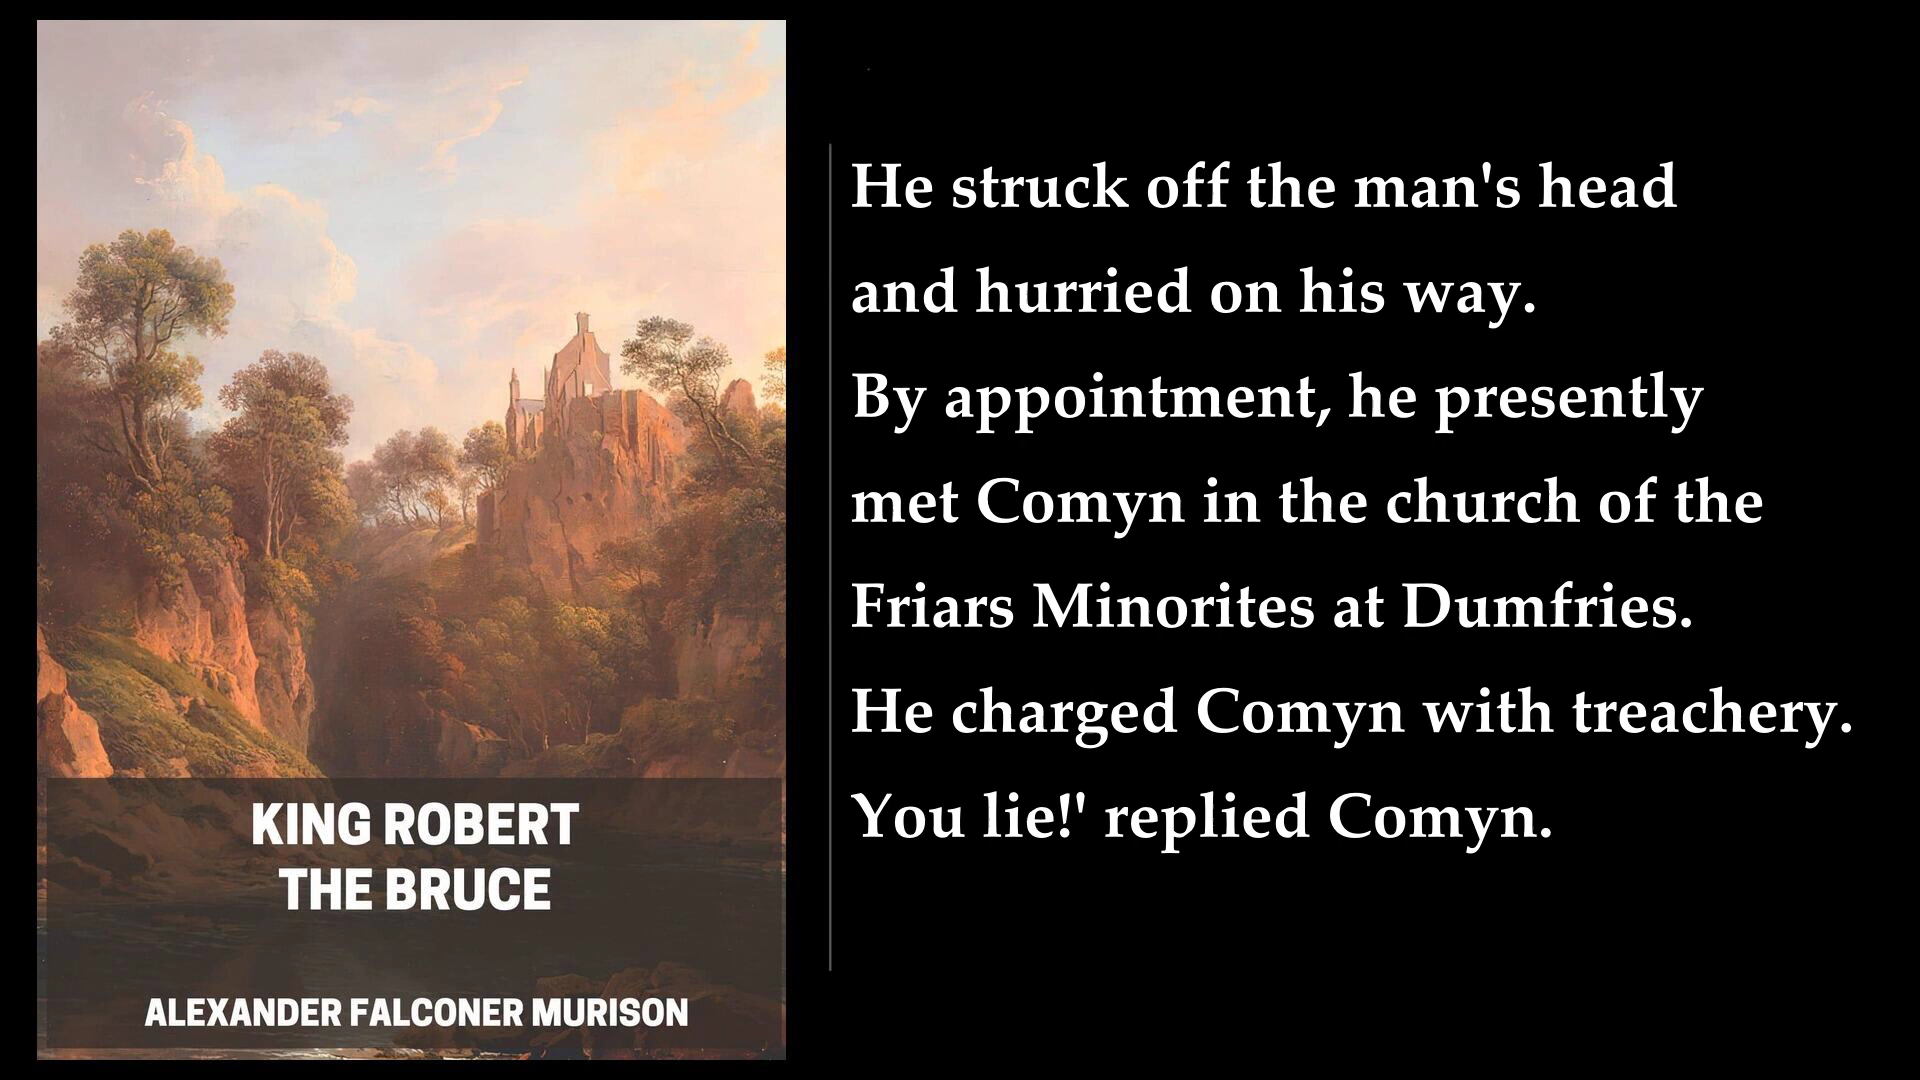 KING ROBERT
THE BRUCE
ALEXANDER FALCONER MURISON
He struck off the man's head
and hurried on his way.
By appointment, he presently
met Comyn in the church of the
Friars Minorites at Dumfries.
He charged Comyn with treachery.
You lie!' replied Comyn.